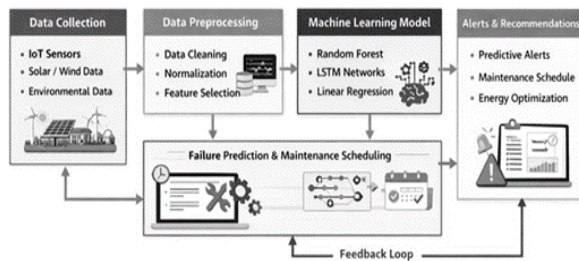 Data Collection
• IoT Sensors
• Solar / Wind Data
• Environmental Data
Data Preprocessing
• Data Cleaning
• Normalization
• Feature Selection
Machine Learning Model
• Random Forest
• LSTM Networks
• Linear Regression
Alerts & Recommendations
• Predictive Alerts
• Maintenance Schedule
• Energy Optimization
Failure Prediction & Maintenance Scheduling
Feedback Loop